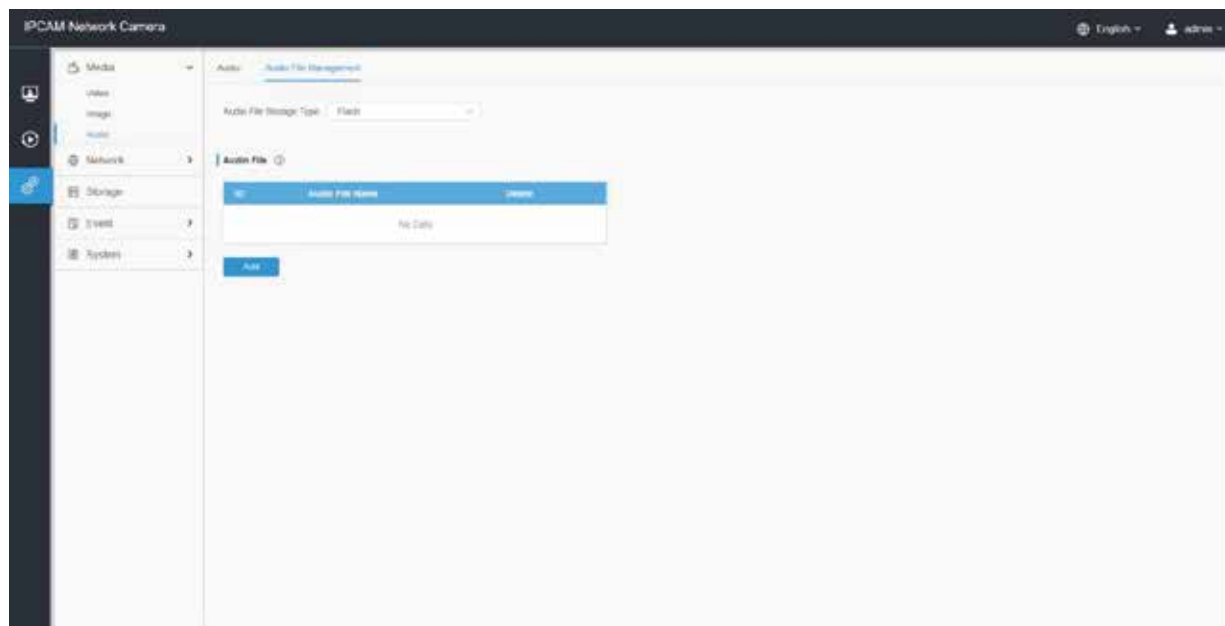 IPCAM Network Camera
English
admin
Media
Video
Image
Audio
Network
Storage
Event
System
Audio
Audio File Management
Audio File Storage Type
Flash
Audio File
ID
Audio File Name
Delete
No Data
Add